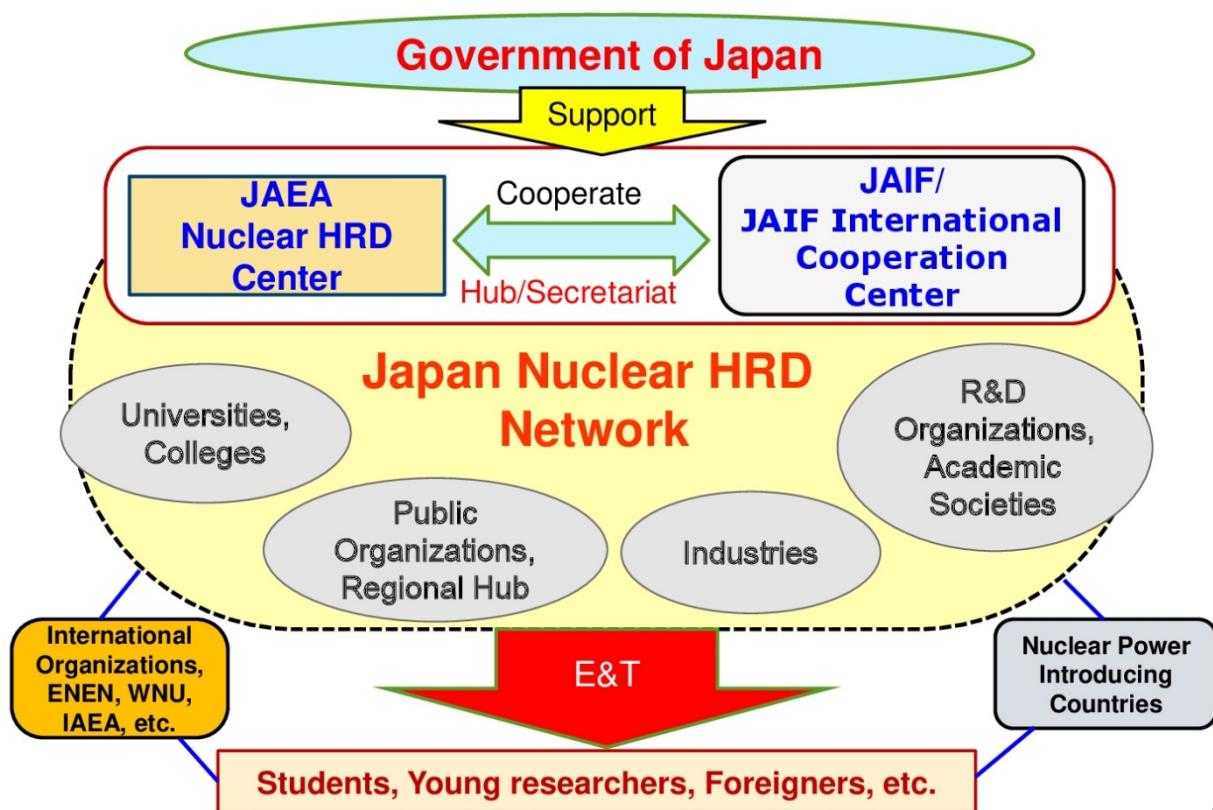 Government of Japan
Support
JAEA
Nuclear HRD
Center
Cooperate
Hub/Secretariat
JAIF/
JAIF International
Cooperation
Center
Japan Nuclear HRD
Network
Universities,
Colleges
R&D
Organizations,
Academic
Societies
Public
Organizations,
Regional Hub
Industries
International
Organizations,
ENEN, WNU,
IAEA, etc.
E&T
Nuclear Power
Introducing
Countries
Students, Young researchers, Foreigners, etc.